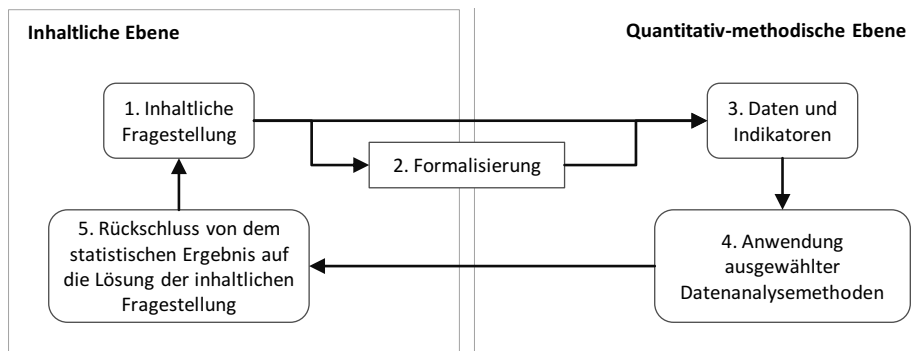 Inhaltliche Ebene
Quantitativ-methodische Ebene
1. Inhaltliche
Fragestellung
2. Formalisierung
3. Daten und
Indikatoren
4. Anwendung
ausgewählter
Datenanalysemethoden
5. Rückschluss von dem
statistischen Ergebnis auf
die Lösung der inhaltlichen
Fragestellung